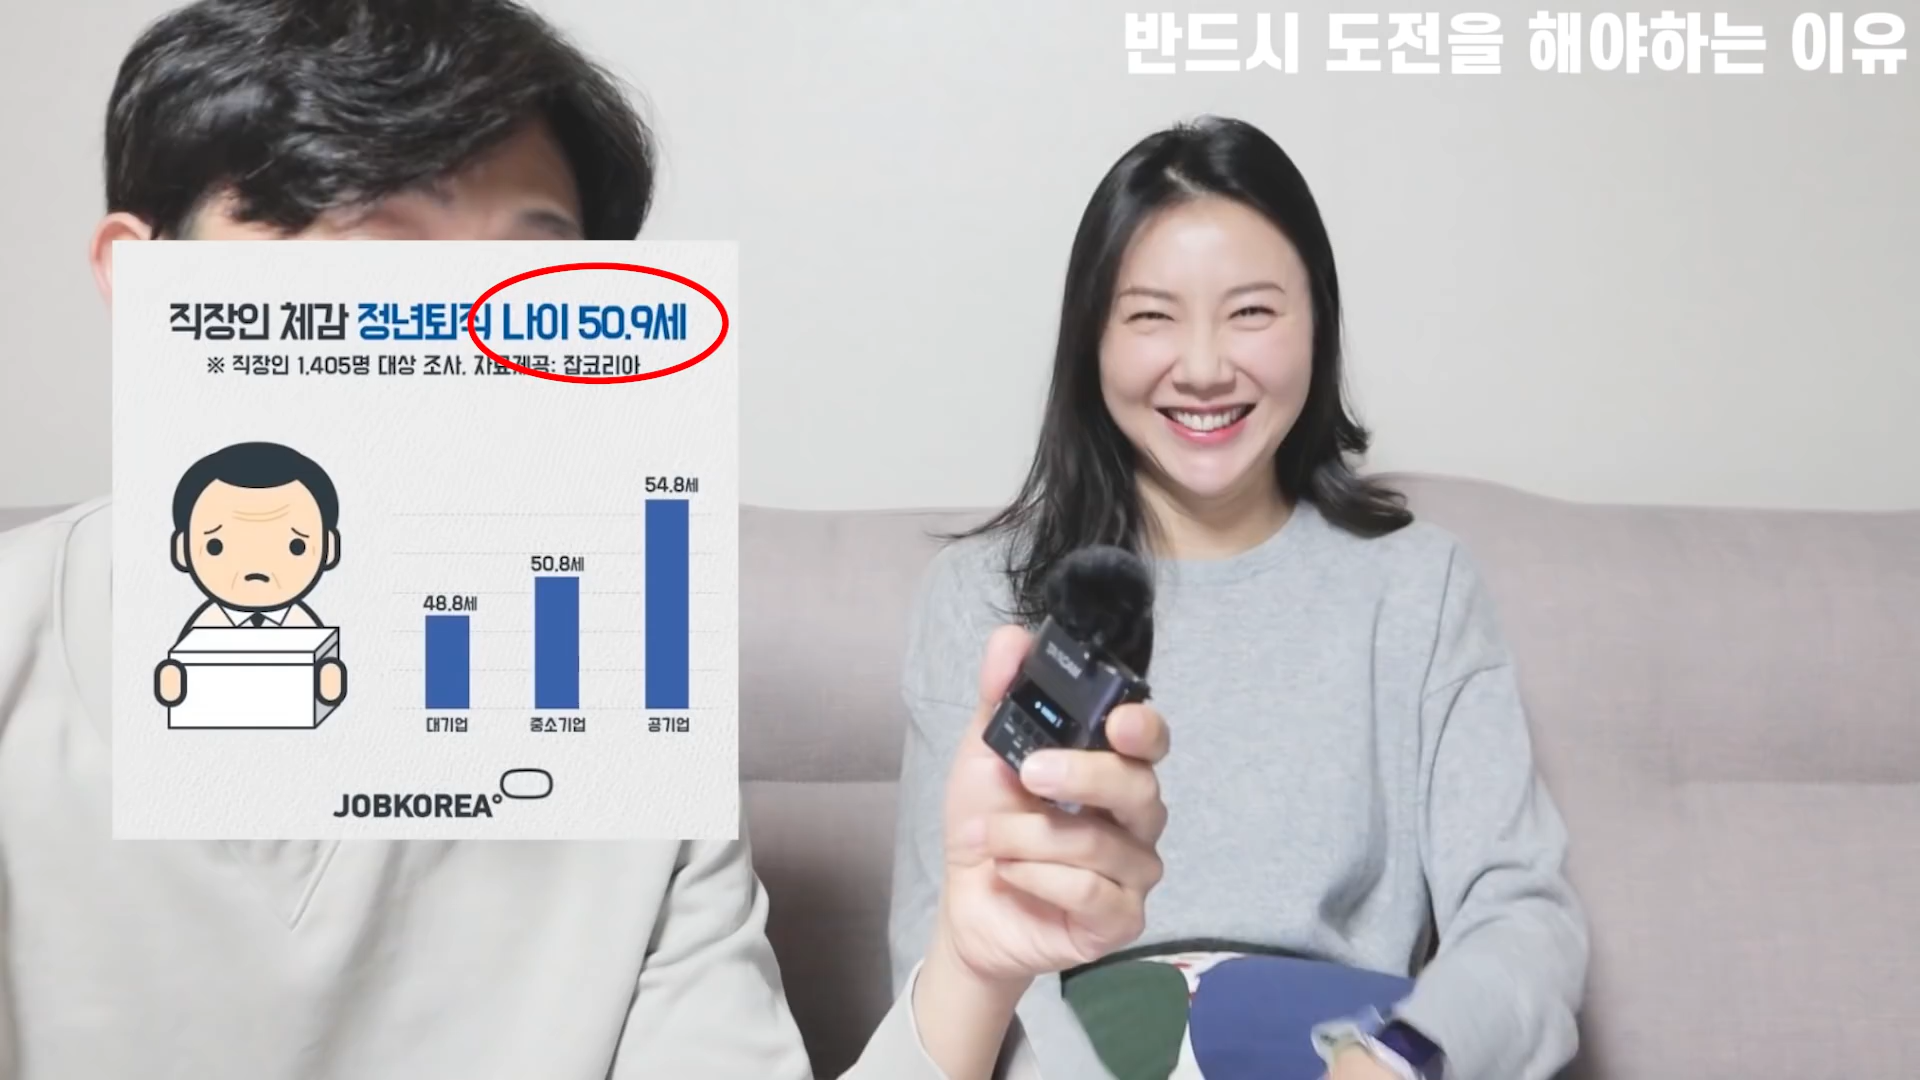 반드시 도전을 해야하는 이유
직장인 체감 정년퇴직 나이 50.9세
※ 직장인 1,405명 대상 조사, 자료제공: 잡코리아
54.8세
50.8세
48.8세
대기업 중소기업 공기업
JOBKOREA
TASCAM